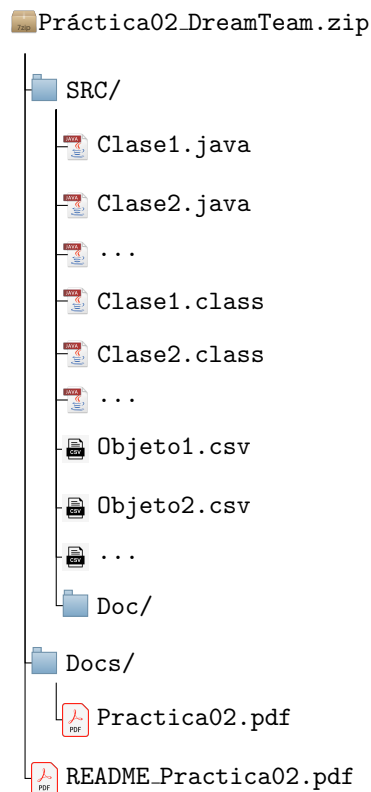 Práctica02_DreamTeam.zip
SRC/
Clase1.java
Clase2.java
...
Clase1.class
Clase2.class
...
Objeto1.csv
Objeto2.csv
...
Doc/
Docs/
Practica02.pdf
README_Practica02.pdf